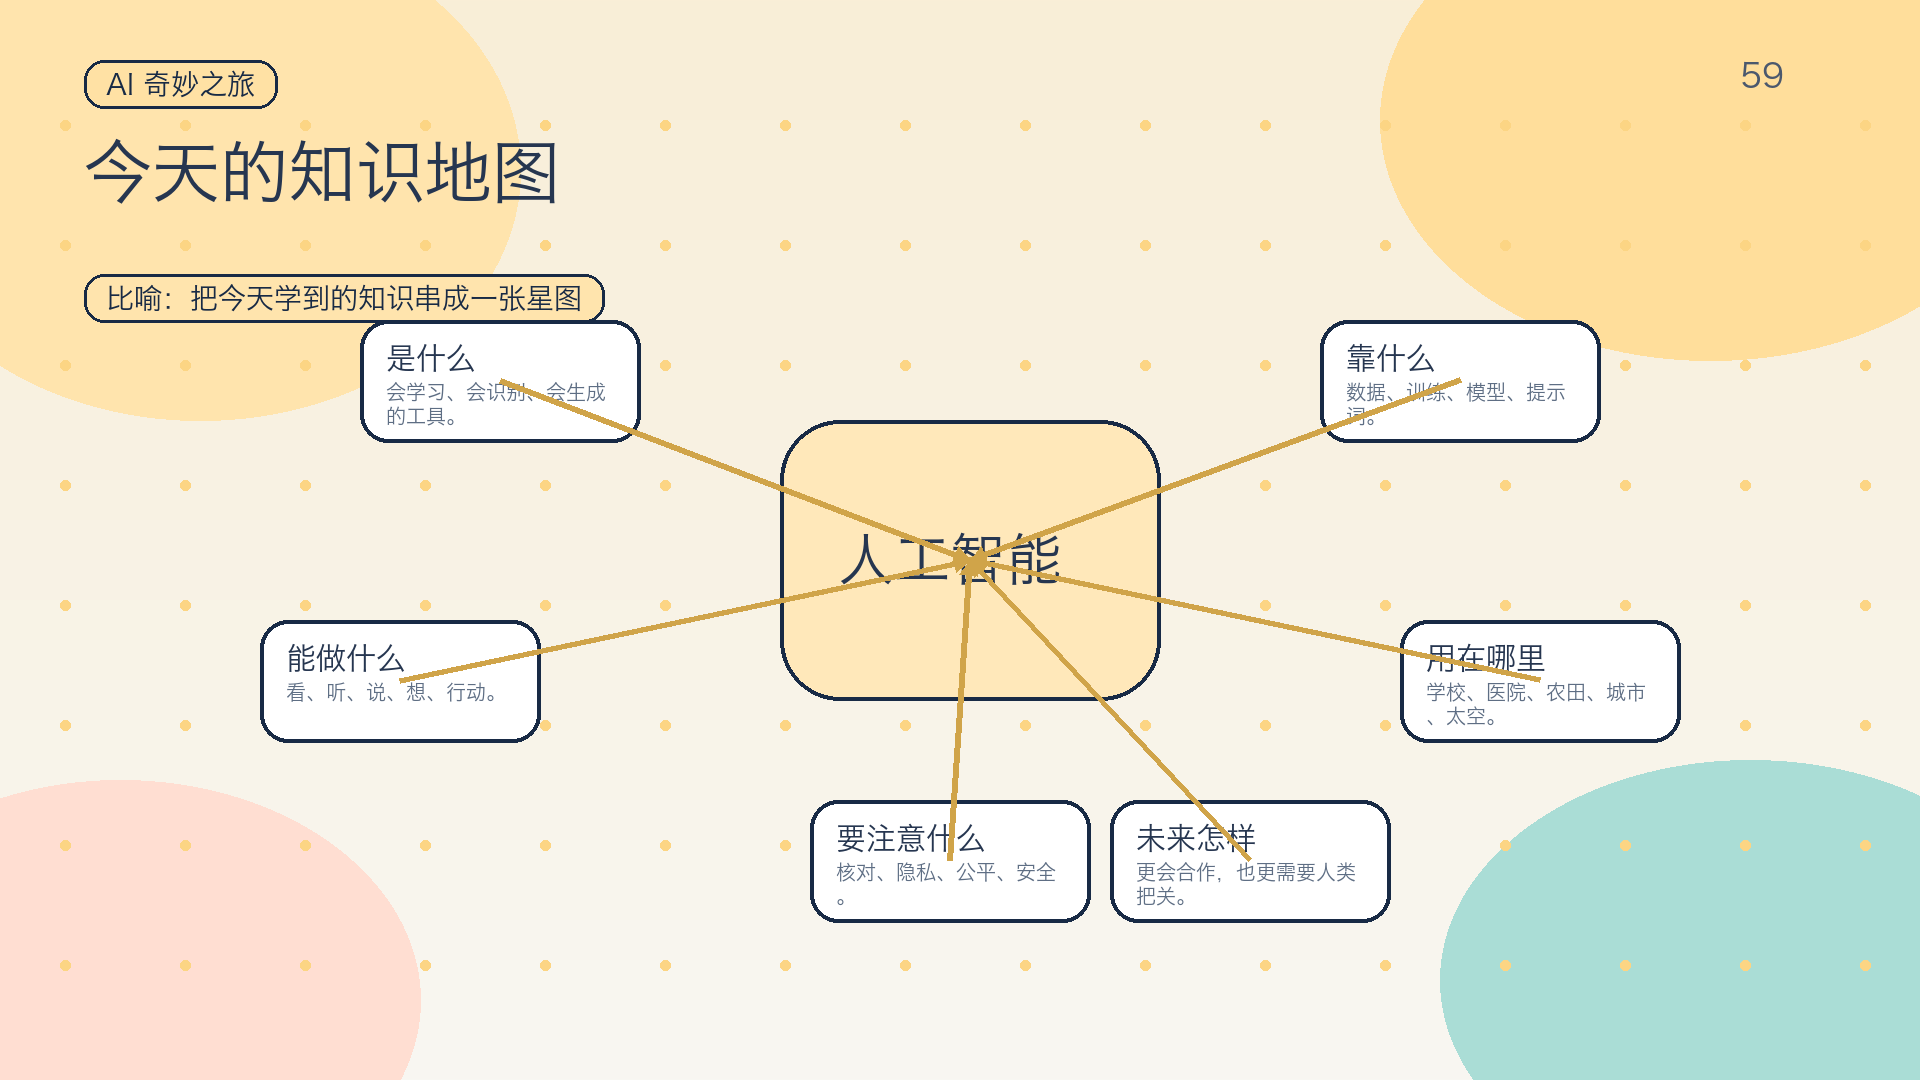 AI 奇妙之旅
59
今天的知识地图
比喻：把今天学到的知识串成一张星图
是什么
会学习、会识别、会生成
的工具。
靠什么
数据、训练、模型、提示
词。
人工智能
能做什么
看、听、说、想、行动。
用在哪里
学校、医院、农田、城市
、太空。
要注意什么
核对、隐私、公平、安全
。
未来怎样
更会合作，也更需要人类
把关。